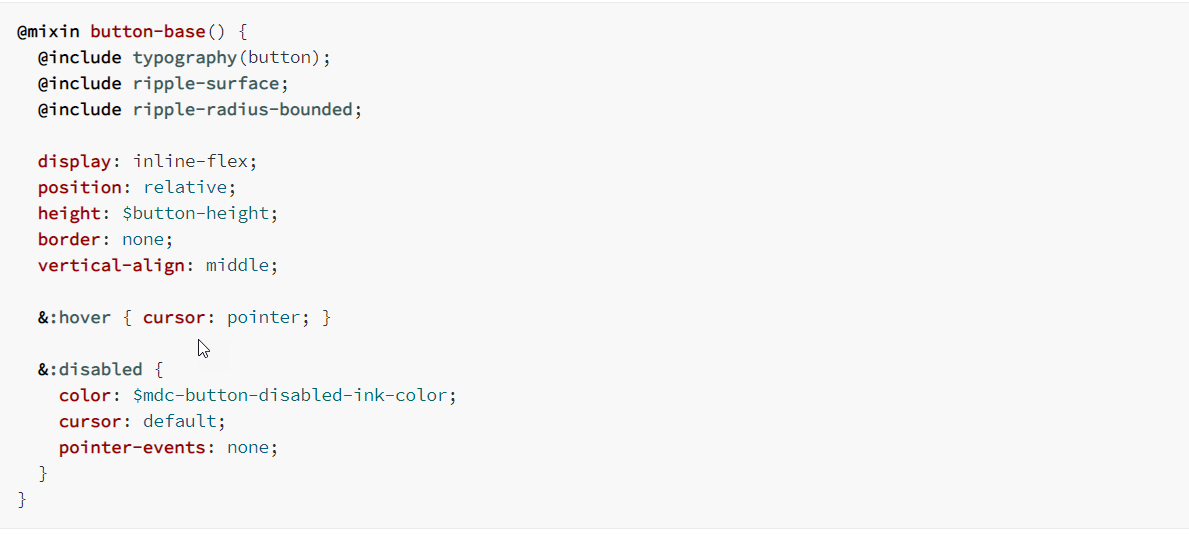 @mixin button-base() {
  @include typography(button);
  @include ripple-surface;
  @include ripple-radius-bounded;

  display: inline-flex;
  position: relative;
  height: $button-height;
  border: none;
  vertical-align: middle;

  &:hover { cursor: pointer; }

  &:disabled {
    color: $mdc-button-disabled-ink-color;
    cursor: default;
    pointer-events: none;
  }
}